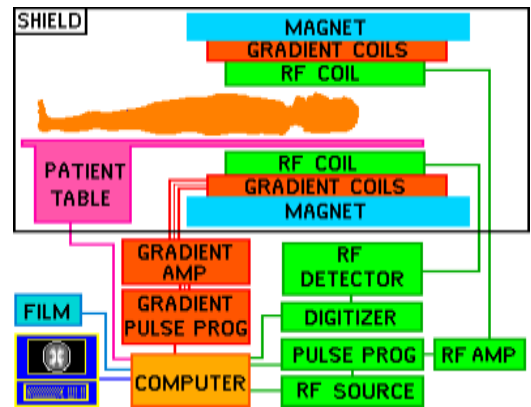 SHIELD
MAGNET
GRADIENT COILS
RF COIL
RF COIL
GRADIENT COILS
MAGNET
PATIENT
TABLE
GRADIENT
AMP
RF
DETECTOR
GRADIENT
PULSE PROG
FILM
DIGITIZER
PULSE PROG
RF AMP
COMPUTER
RF SOURCE